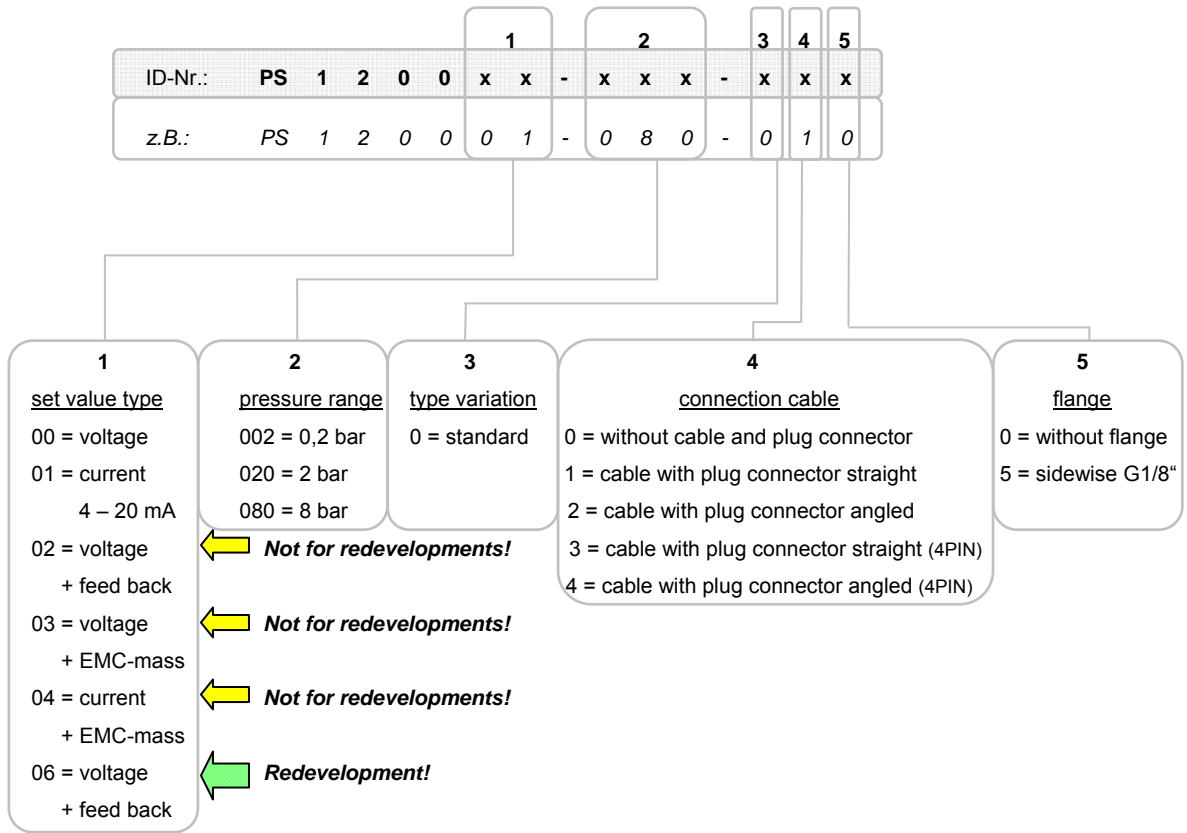 1 2 3 4 5
ID-Nr.: PS 1 2 0 0 x x - x x x - x x x
z.B.: PS 1 2 0 0 0 1 - 0 8 0 - 0 1 0
1
set value type
00 = voltage
01 = current
4 – 20 mA
02 = voltage
+ feed back
03 = voltage
+ EMC-mass
04 = current
+ EMC-mass
06 = voltage
+ feed back
Not for redevelopments!
Not for redevelopments!
Not for redevelopments!
Redevelopment!
2
pressure range
002 = 0,2 bar
020 = 2 bar
080 = 8 bar
3
type variation
0 = standard
4
connection cable
0 = without cable and plug connector
1 = cable with plug connector straight
2 = cable with plug connector angled
3 = cable with plug connector straight (4PIN)
4 = cable with plug connector angled (4PIN)
5
flange
0 = without flange
5 = sidewise G1/8“